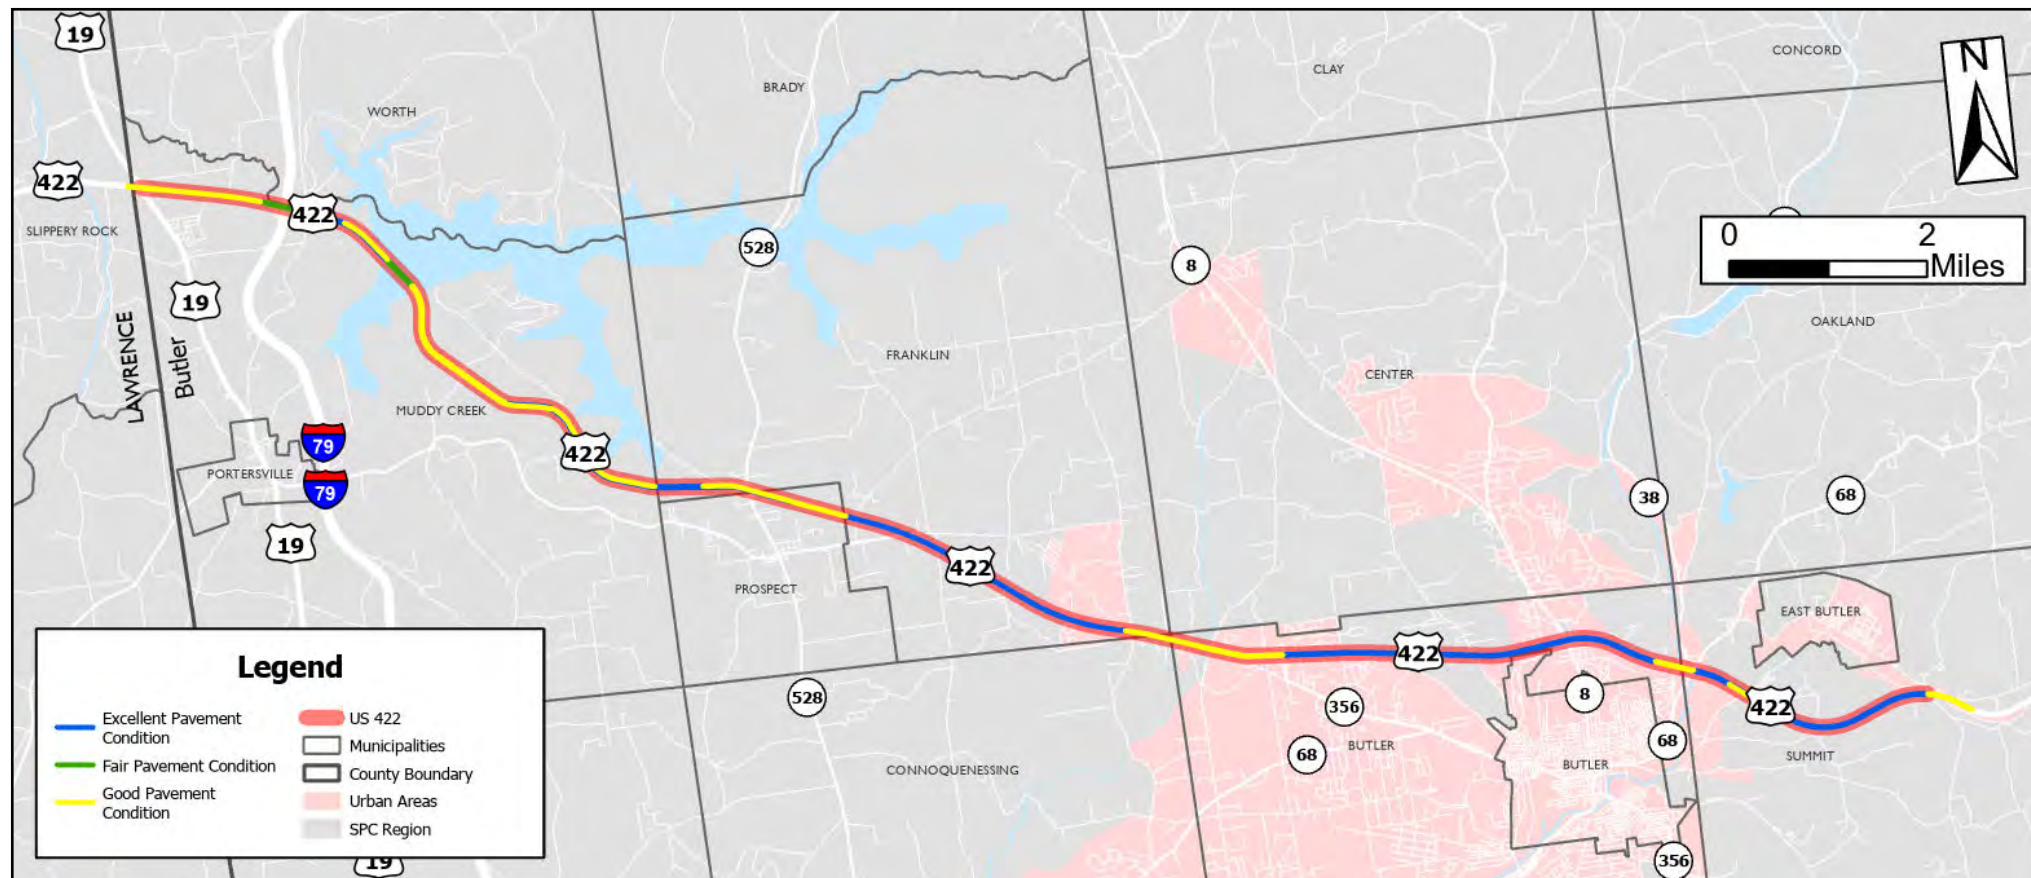 19
CONCORD
N
CLAY
BRADY
WORTH
422
422
SLIPPERY ROCK
528
8
0 2
Miles
19
OAKLAND
LAWRENCE
Butler
FRANKLIN
CENTER
MUDDY CREEK
79
422
PORTERSVILLE
79
38
68
19
422
PROSPECT
EAST BUTLER
422
528
8
356
422
68
BUTLER
68
SUMMIT
CONNOQUENESSING
BUTLER
356
19
Legend
Excellent Pavement
Condition
Fair Pavement Condition
Good Pavement
Condition
US 422
Municipalities
County Boundary
Urban Areas
SPC Region